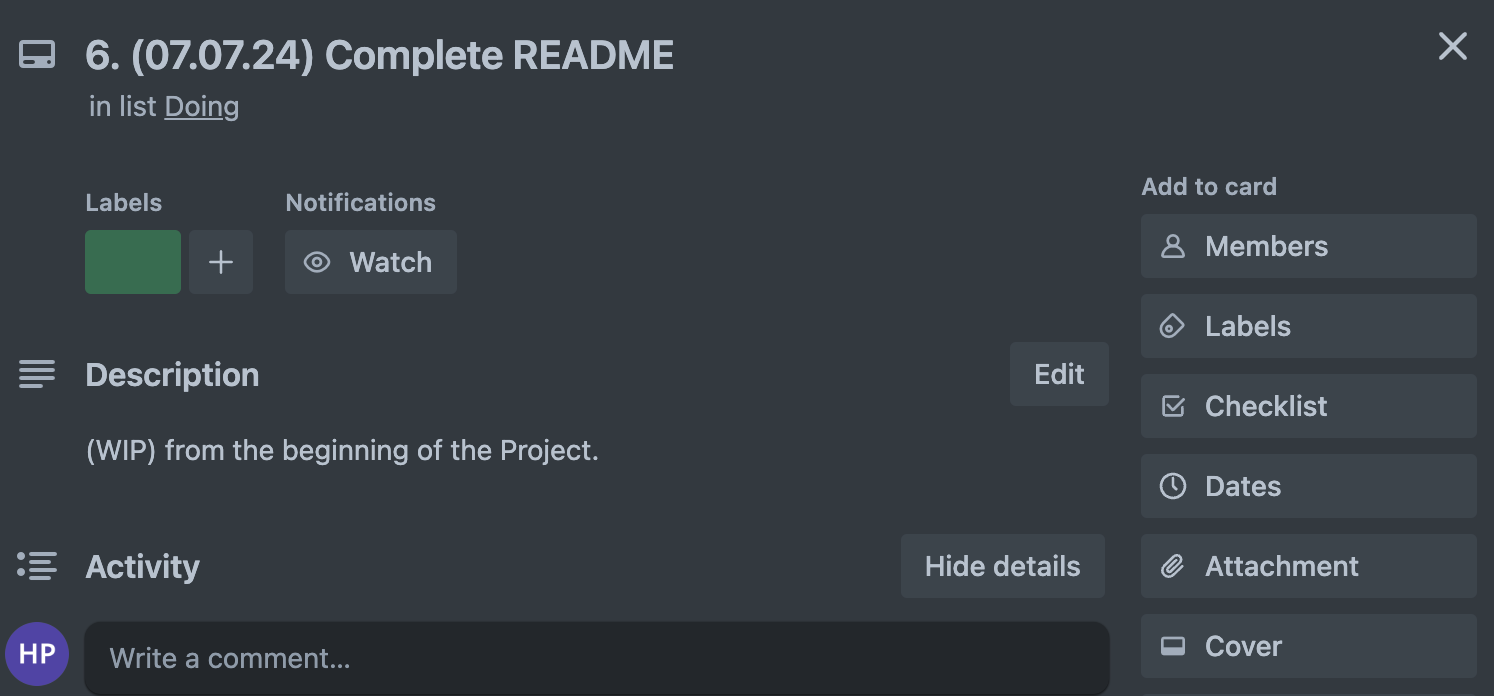 6. (07.07.24) Complete README
in list Doing
Labels
Notifications
Watch
Description
Edit
(WIP) from the beginning of the Project.
Activity
Hide details
HP
Write a comment...
Add to card
Members
Labels
Checklist
Dates
Attachment
Cover